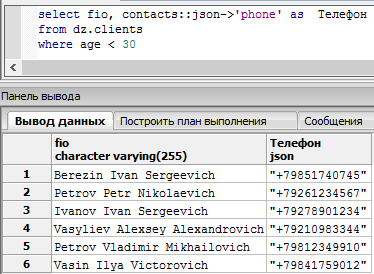 select fio, contacts::json->'phone' as Телефон
from dz.clients
where age < 30
Панель вывода
Вывод данных Построить план выполнения Сообщения
fio Телефон
character varying(255) json
1 Berezin Ivan Sergeevich "+79851740745"
2 Petrov Petr Nikolaevich "+79261234567"
3 Ivanov Ivan Sergeevich "+79278901234"
4 Vasyliev Alexsey Alexandrovich "+79210983344"
5 Petrov Vladimir Mikhailovich "+79812349910"
6 Vasin Ilya Victorovich "+79841759012"